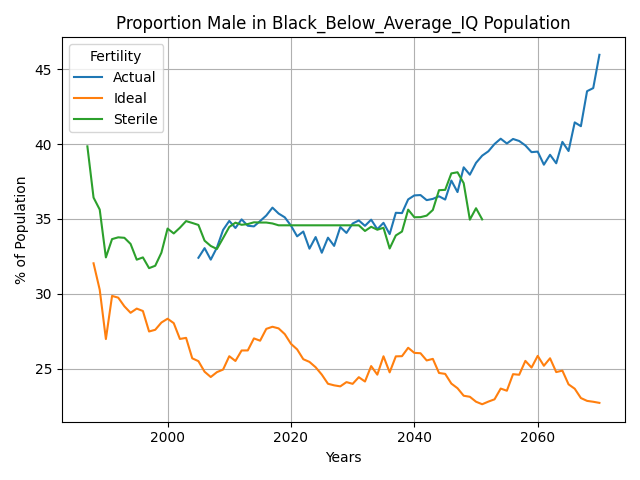 Proportion Male in Black_Below_Average_IQ Population
Fertility
Actual
Ideal
Sterile
% of Population
45
40
35
30
25
2000
2020
2040
2060
Years